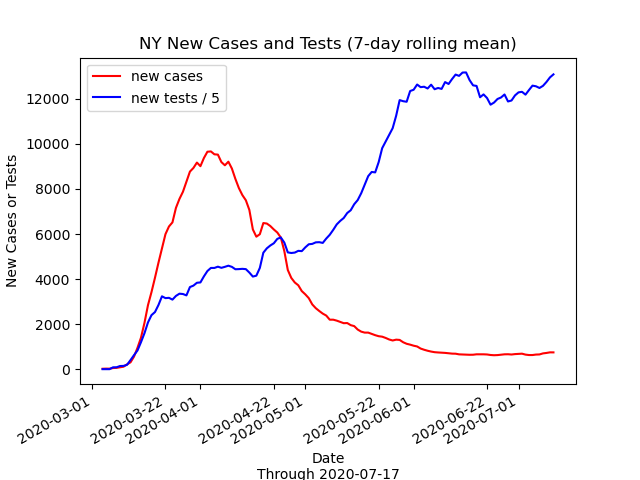 NY New Cases and Tests (7-day rolling mean)
new cases
new tests / 5
New Cases or Tests
12000
10000
8000
6000
4000
2000
0
2020-03-01
2020-03-22
2020-04-01
2020-04-22
2020-05-01
2020-05-22
2020-06-01
2020-06-22
2020-07-01
Date
Through 2020-07-17